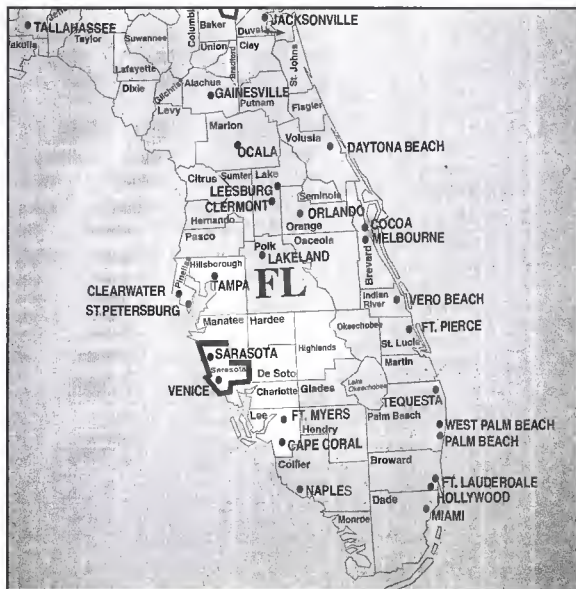 JACKSONVILLE
TALLAHASSEE
Taylor
Suwannee
Columbia
Baker
Duval
Union
Clay
Bradford
St. Johns
Lafayette
Dixie
Gilchrist
Alachua
GAINESVILLE
Putnam
Levy
Flagler
Marion
OCALA
Volusia
DAYTONA BEACH
Citrus
Sumter
Lake
LEESBURG
CLERMONT
Seminole
ORLANDO
Orange
Hernando
COCOA
MELBOURNE
Pasco
Osceola
Polk
LAKELAND
Brevard
Hillsborough
FL
Pinellas
TAMPA
CLEARWATER
ST. PETERSBURG
Indian
River
VERO BEACH
Manatee
Hardee
Okeechobee
FT. PIERCE
St. Lucie
SARASOTA
Sarasota
Highlands
Martin
De Soto
VENICE
Charlotte
Glades
Lake
Okeechobee
TEQUESTA
Lee
FT. MYERS
Hendry
Palm Beach
WEST PALM BEACH
PALM BEACH
CAPE CORAL
Collier
Broward
FT. LAUDERDALE
HOLLYWOOD
NAPLES
Dade
MIAMI
Monroe